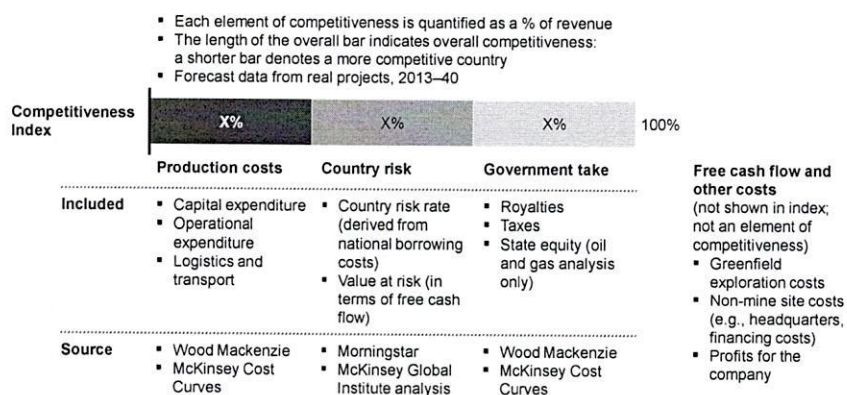 ▪ Each element of competitiveness is quantified as a % of revenue
▪ The length of the overall bar indicates overall competitiveness:
a shorter bar denotes a more competitive country
▪ Forecast data from real projects, 2013–40
Competitiveness
Index
X%
X%
X%
100%
Production costs
Country risk
Government take
Included
▪ Capital expenditure
▪ Operational
expenditure
▪ Logistics and
transport
▪ Country risk rate
(derived from
national borrowing
costs)
▪ Value at risk (in
terms of free cash
flow)
▪ Royalties
▪ Taxes
▪ State equity (oil
and gas analysis
only)
Source
▪ Wood Mackenzie
▪ McKinsey Cost
Curves
▪ Morningstar
▪ McKinsey Global
Institute analysis
▪ Wood Mackenzie
▪ McKinsey Cost
Curves
Free cash flow and
other costs
(not shown in index;
not an element of
competitiveness)
▪ Greenfield
exploration costs
▪ Non-mine site costs
(e.g., headquarters,
financing costs)
▪ Profits for the
company